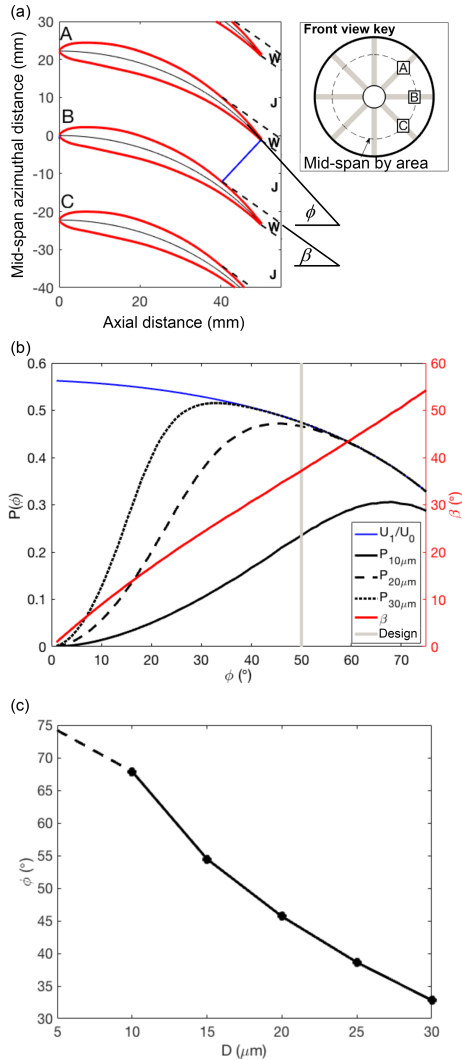 (a)
30
20
10
0
-10
-20
-30
-40
Mid-span azimuthal distance (mm)
A
B
C
W
J
W
J
W
J
0
20
40
Axial distance (mm)
ϕ
β
Front view key
A
B
C
Mid-span by area
(b)
0.6
0.5
0.4
0.3
0.2
0.1
0
P(ϕ)
60
50
40
30
20
10
0
β (°)
U1/U0
P10μm
P20μm
P30μm
β
Design
0
10
20
30
40
50
60
70
ϕ (°)
(c)
75
70
65
60
55
50
45
40
35
30
ϕ (°)
5
10
15
20
25
30
D (μm)